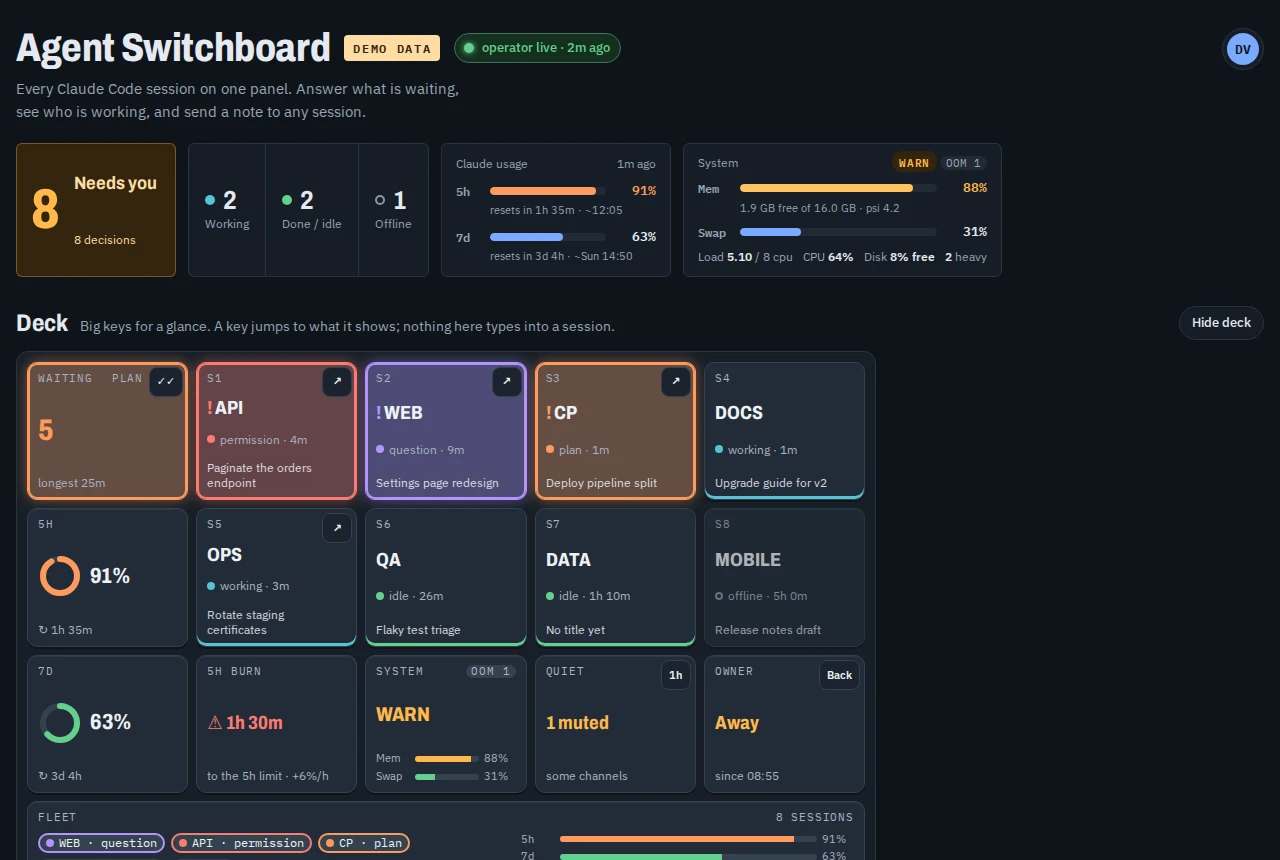 Agent Switchboard DEMO DATA operator live · 2m ago DV
Every Claude Code session on one panel. Answer what is waiting,
see who is working, and send a note to any session.
8 Needs you
8 decisions
2 Working
2 Done / idle
1 Offline
Claude usage 1m ago
5h 91%
resets in 1h 35m · ~12:05
7d 63%
resets in 3d 4h · ~Sun 14:50
System WARN OOM 1
Mem 88%
1.9 GB free of 16.0 GB · psi 4.2
Swap 31%
Load 5.10 / 8 cpu CPU 64% Disk 8% free 2 heavy
Deck Big keys for a glance. A key jumps to what it shows; nothing here types into a session. Hide deck
WAITING PLAN ✓✓
5
longest 25m
S1 ↗
!API
permission · 4m
Paginate the orders
endpoint
S2 ↗
!WEB
question · 9m
Settings page redesign
S3 ↗
!CP
plan · 1m
Deploy pipeline split
S4
DOCS
working · 1m
Upgrade guide for v2
5H
91%
↻ 1h 35m
S5 ↗
OPS
working · 3m
Rotate staging
certificates
S6
QA
idle · 26m
Flaky test triage
S7
DATA
idle · 1h 10m
No title yet
S8
MOBILE
offline · 5h 0m
Release notes draft
7D
63%
↻ 3d 4h
5H BURN
⚠ 1h 30m
to the 5h limit · +6%/h
SYSTEM OOM 1
WARN
Mem 88%
Swap 31%
QUIET 1h
1 muted
some channels
OWNER Back
Away
since 08:55
FLEET 8 SESSIONS
WEB · question API · permission CP · plan
5h 91%
7d 63%